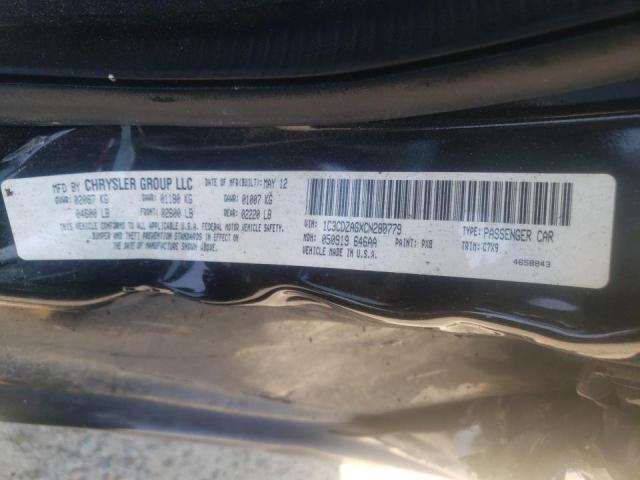 MFD BY CHRYSLER GROUP LLC DATE OF MFR(BUILT): MAY 12
GVWR: 02087 KG GAWR: 01180 KG GAWR: 01007 KG
04600 LB FRONT: 02600 LB REAR: 02220 LB
THIS VEHICLE CONFORMS TO ALL APPLICABLE U.S.A. FEDERAL MOTOR VEHICLE SAFETY,
BUMPER AND THEFT PREVENTION STANDARDS IN EFFECT ON THE DATE OF MANUFACTURE SHOWN ABOVE.
VIN: 1C3CDZAGXCN280779 TYPE: PASSENGER CAR
MDH: 050919 646AA PAINT: PX8 TRIM: C7X9
VEHICLE MADE IN U.S.A.
4658843